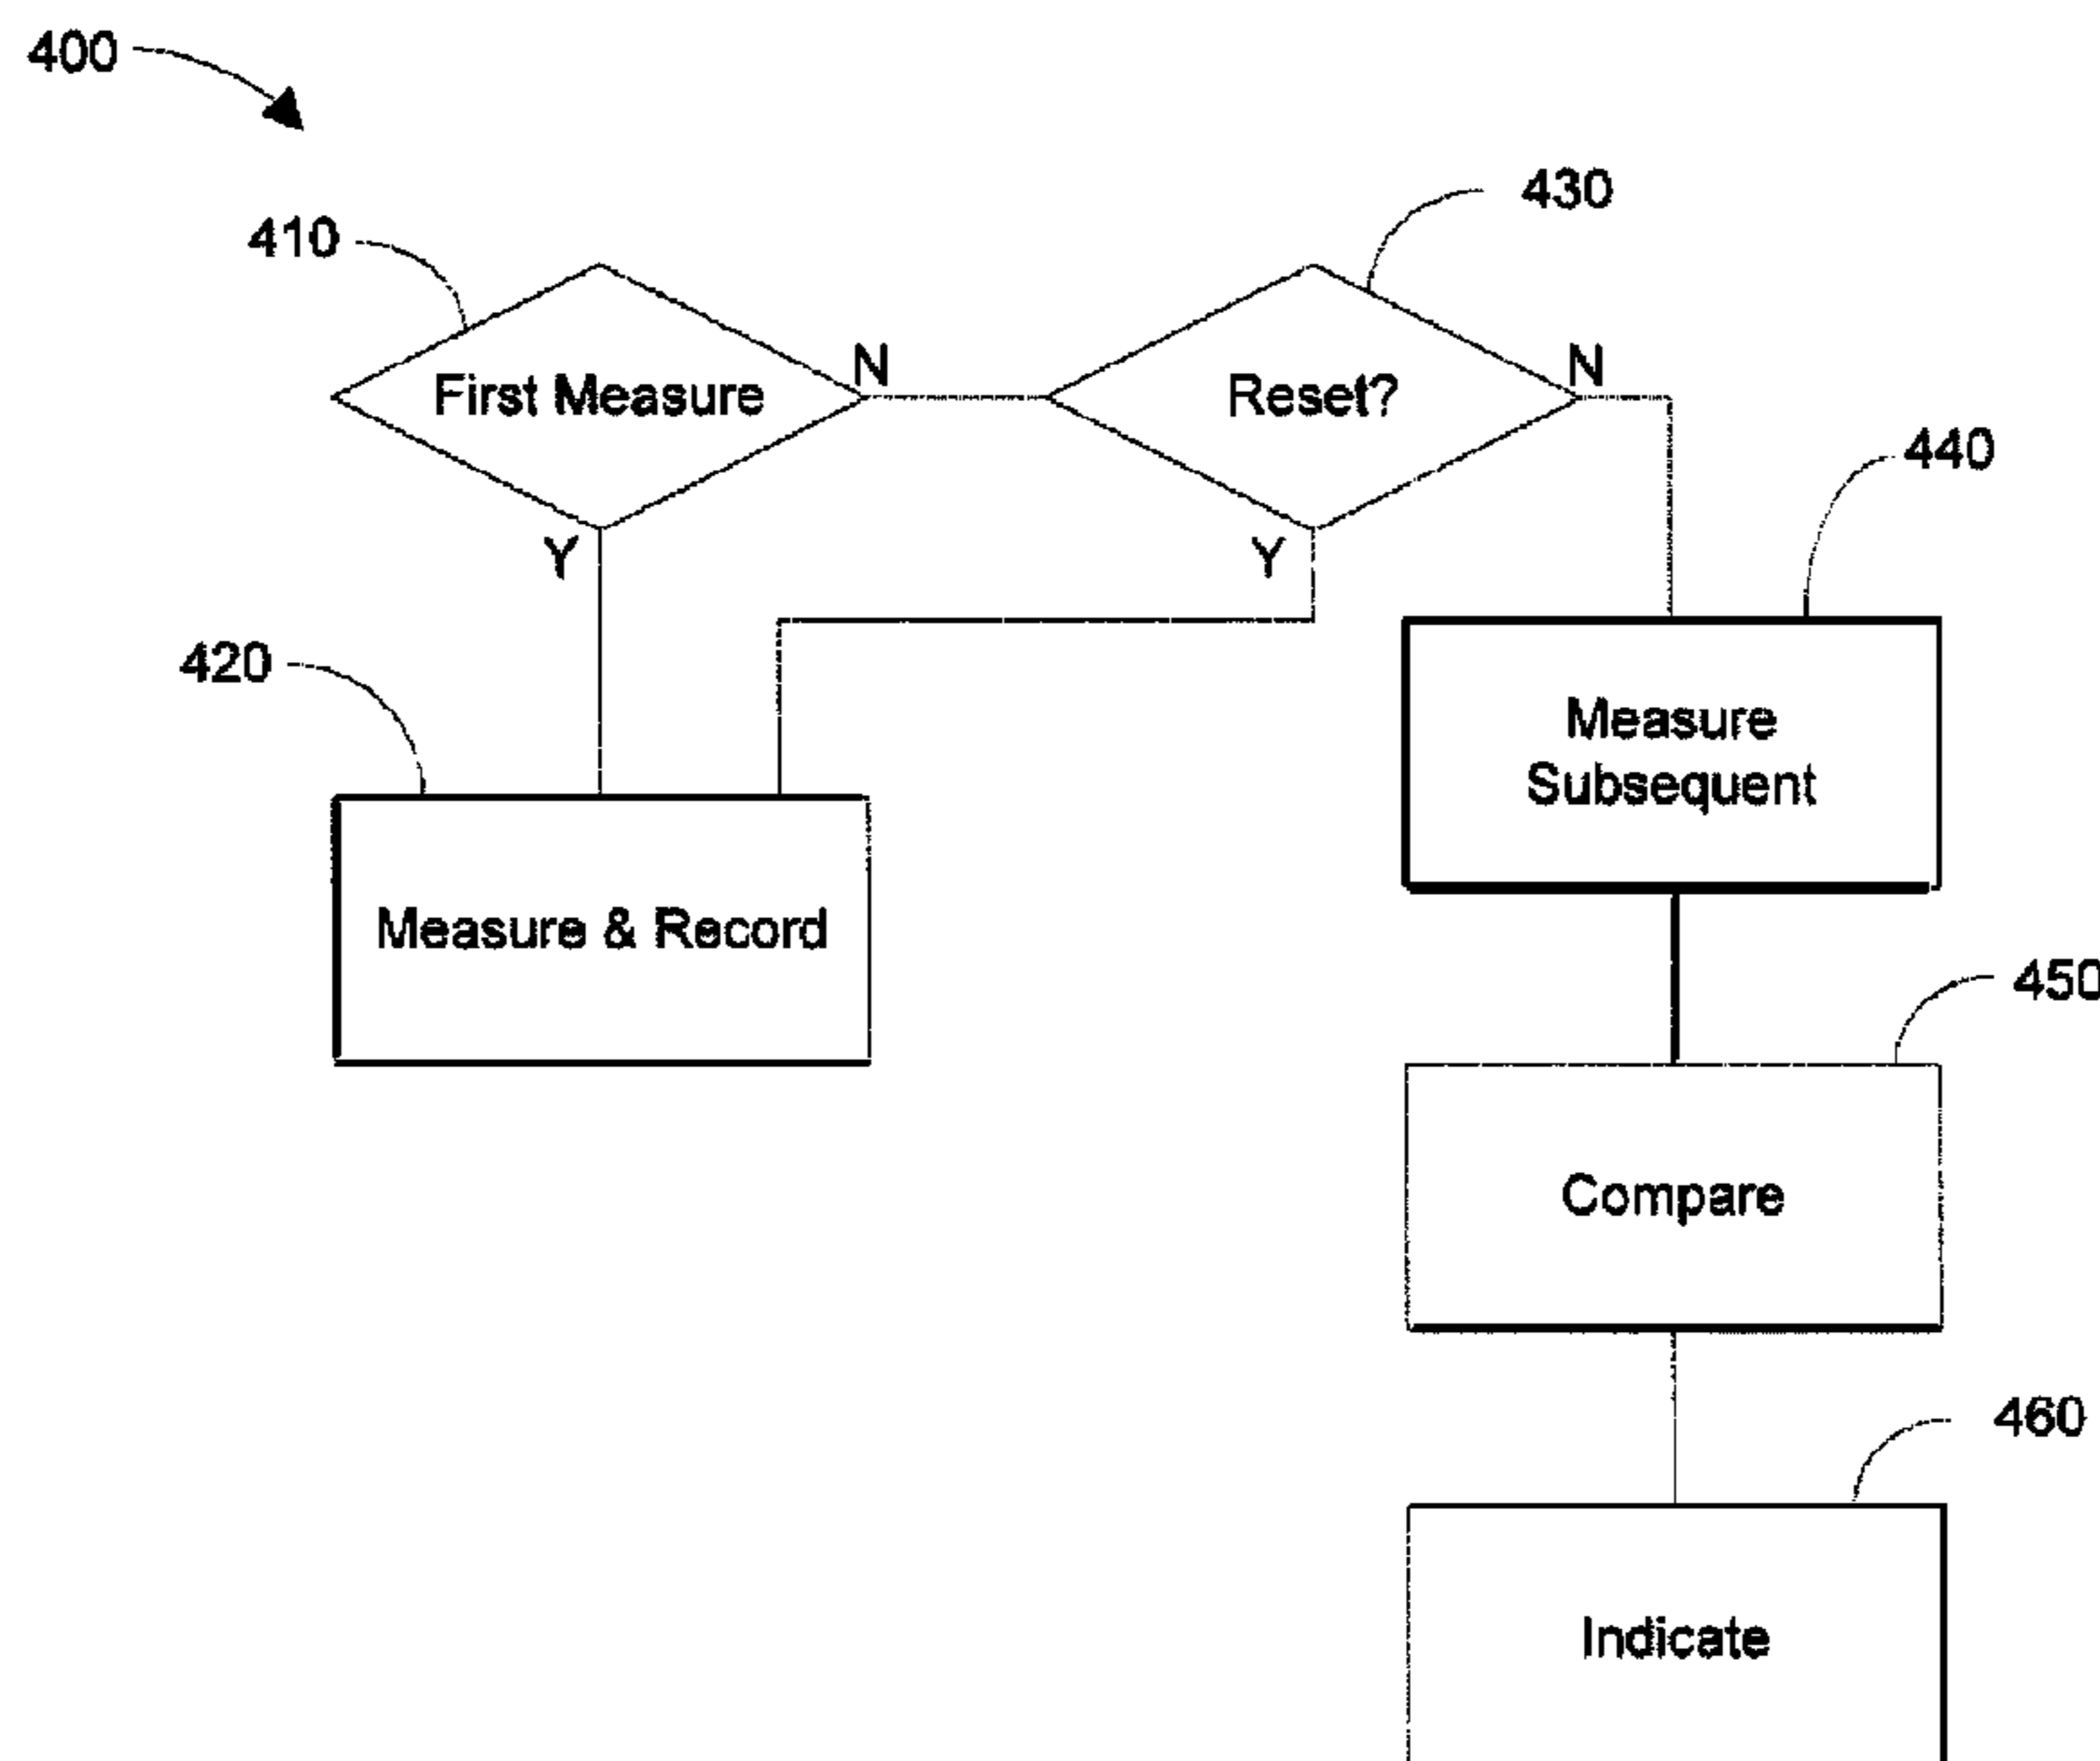 400
430
410
N
N
First Measure
Reset?
440
Y
Y
420
Measure
Subsequent
Measure & Record
450
Compare
460
Indicate